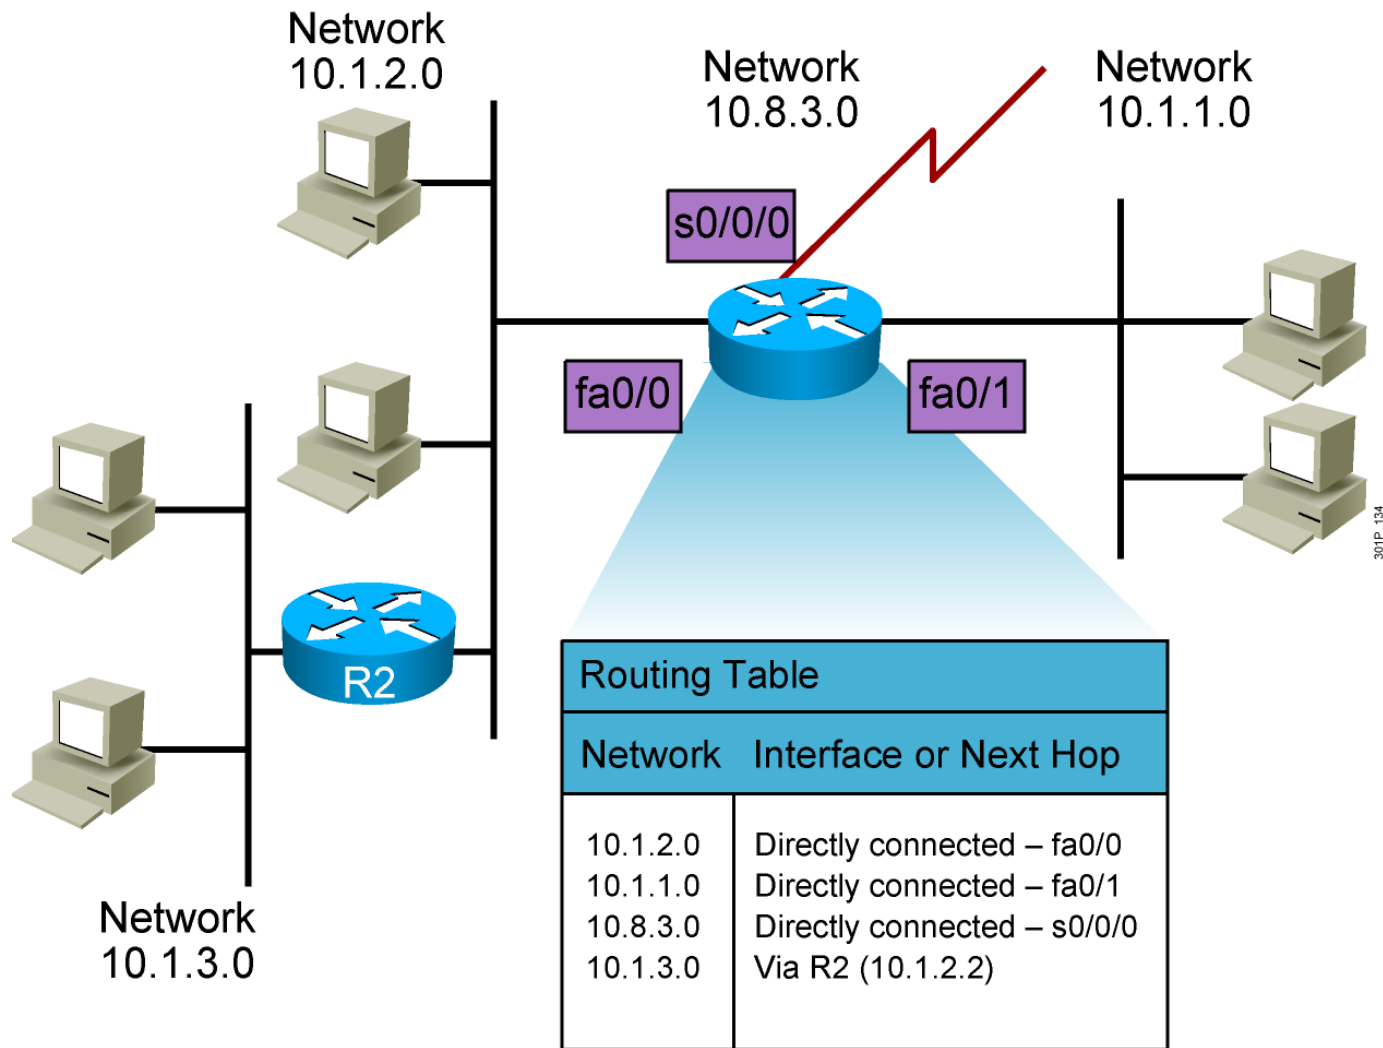 Network
10.1.2.0
Network
10.8.3.0
Network
10.1.1.0
s0/0/0
fa0/0
fa0/1
R2
Network
10.1.3.0
Routing Table
Network Interface or Next Hop
10.1.2.0 Directly connected – fa0/0
10.1.1.0 Directly connected – fa0/1
10.8.3.0 Directly connected – s0/0/0
10.1.3.0 Via R2 (10.1.2.2)
301P_134